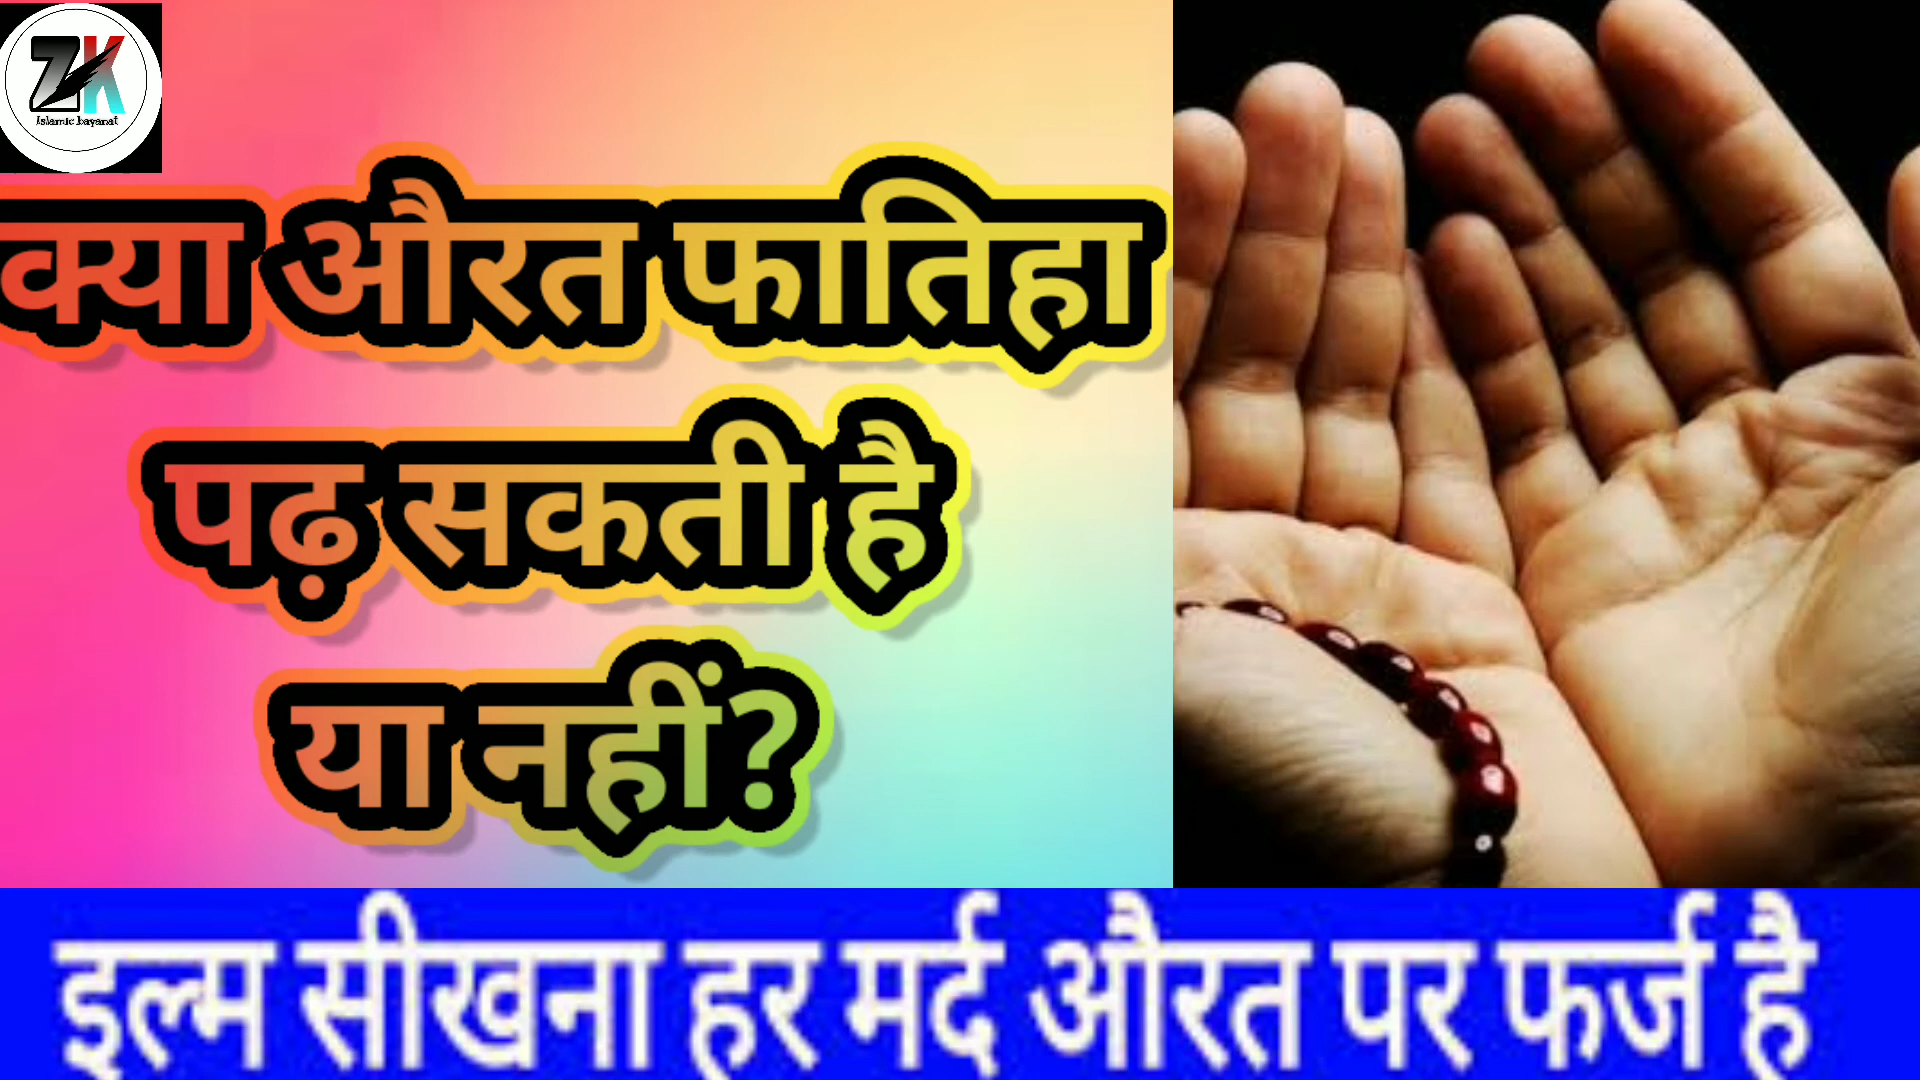 ZK
Islamic bayanat
क्या औरत फातिहा
पढ़ सकती है
या नहीं?
इल्म सीखना हर मर्द औरत पर फर्ज है